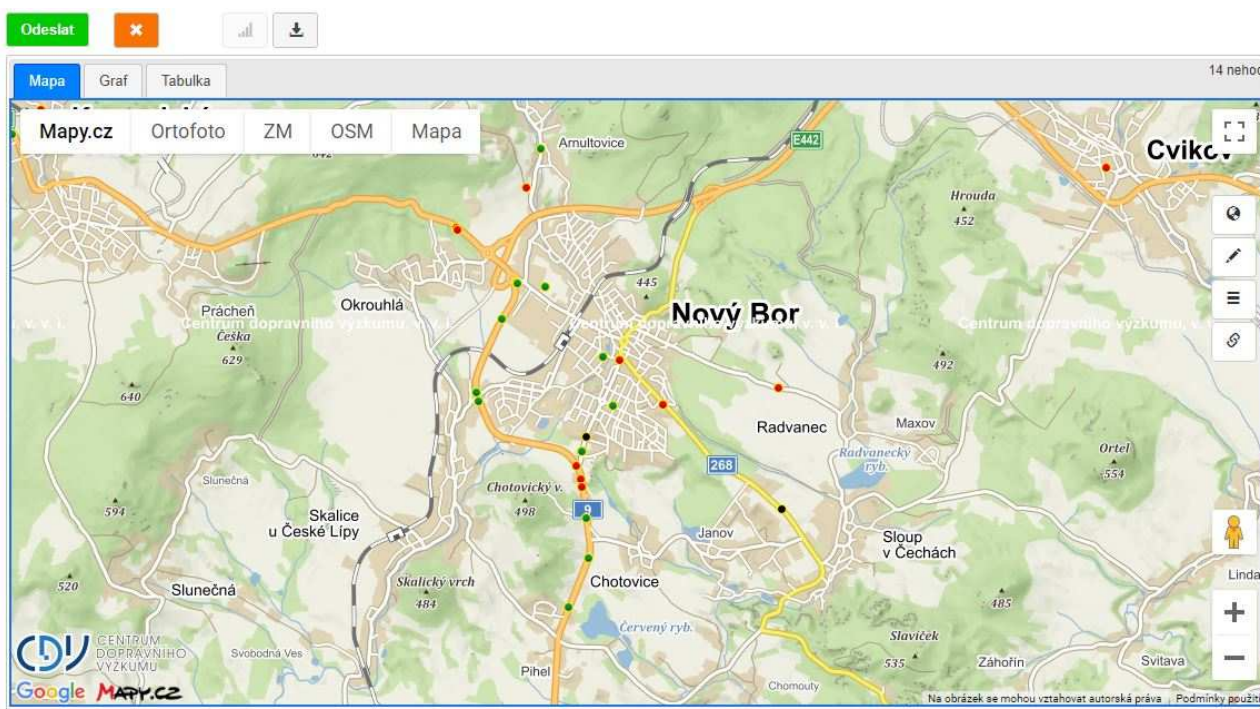 Odeslat
Mapa Graf Tabulka
14 nehod
Mapy.cz Ortofoto ZM OSM Mapa
Arnultovice
E442
Cvikov
Hrouda
452
445
Prácheň
Okrouhlá
Nový Bor
v. v. i.
Centrum dopravního výzkumu, v. v. i.
Centrum dopravního výzkumu, v. v. i.
Centrum dopravního výzkumu, v. v. i.
Česka
629
492
640
Radvanec
Maxov
Ortel
554
268
Radvanecký
ryb.
Slunečná
Chotovický v.
498
9
594
Skalice
u České Lípy
Janov
Sloup
v Čechách
520
Slunečná
Skalický vrch
484
Chotovice
Linda
485
Červený ryb.
Slavíček
535
CDV CENTRUM
DOPRAVNÍHO
VÝZKUMU
Svobodná Ves
Pihel
Záhořín
Svitava
Chomouty
Google MAPY.CZ
Na obrázek se mohou vztahovat autorská práva Podmínky použití